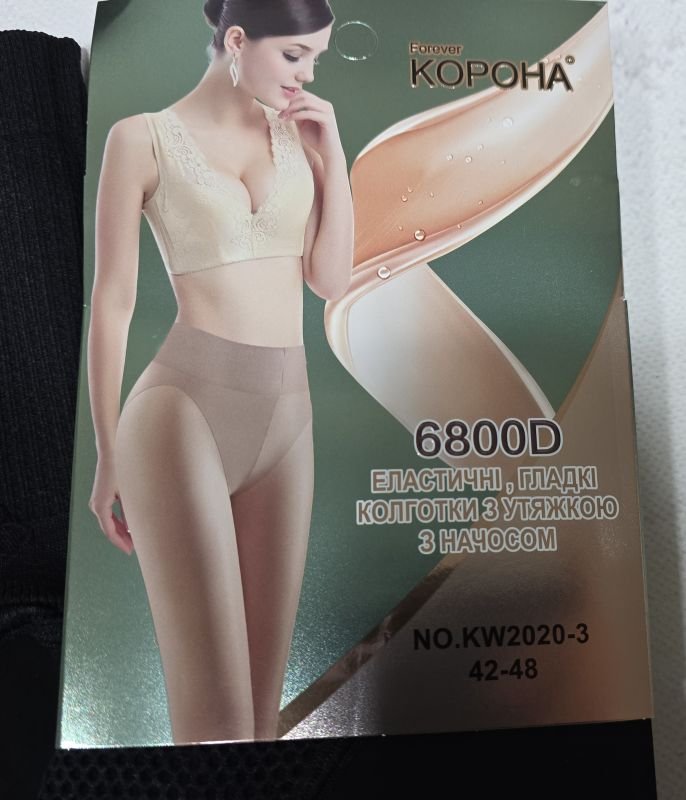 Forever
КОРОНА®
6800D
ЕЛАСТИЧНІ , ГЛАДКІ
КОЛГОТКИ З УТЯЖКОЮ
З НАЧОСОМ
NO.KW2020-3
42-48